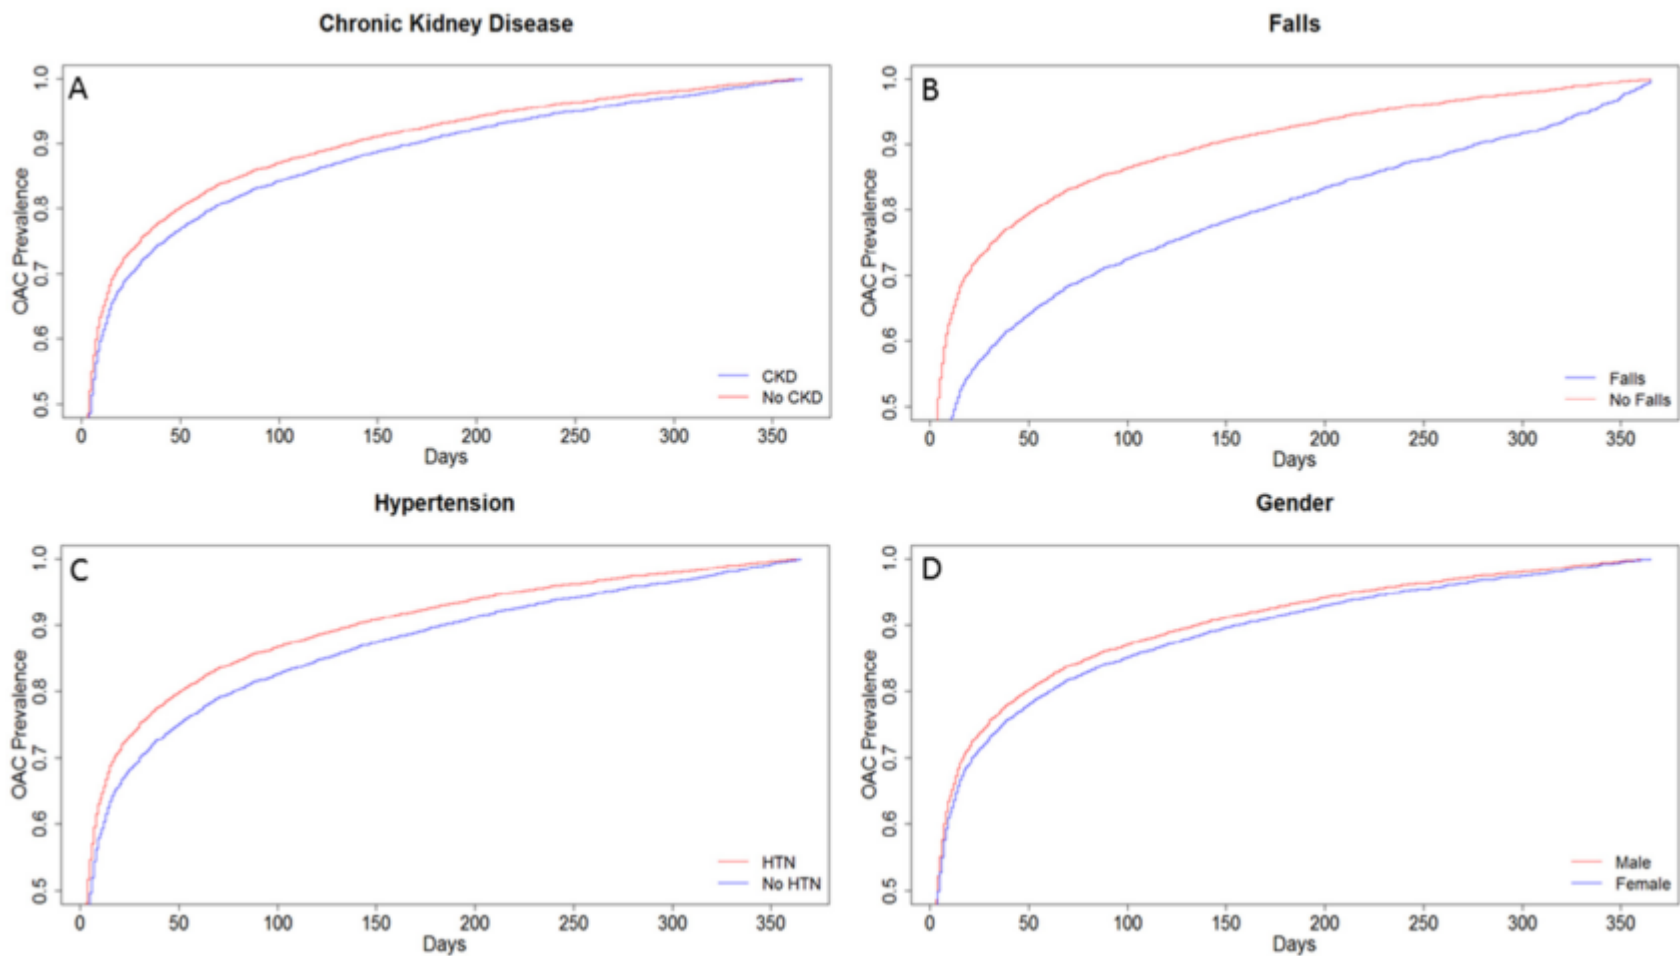 Chronic Kidney Disease
A
OAC Prevalence
1.0
0.9
0.8
0.7
0.6
0.5
CKD
No CKD
0 50 100 150 200 250 300 350
Days
Falls
B
OAC Prevalence
1.0
0.9
0.8
0.7
0.6
0.5
Falls
No Falls
0 50 100 150 200 250 300 350
Days
Hypertension
C
OAC Prevalence
1.0
0.9
0.8
0.7
0.6
0.5
HTN
No HTN
0 50 100 150 200 250 300 350
Days
Gender
D
OAC Prevalence
1.0
0.9
0.8
0.7
0.6
0.5
Male
Female
0 50 100 150 200 250 300 350
Days